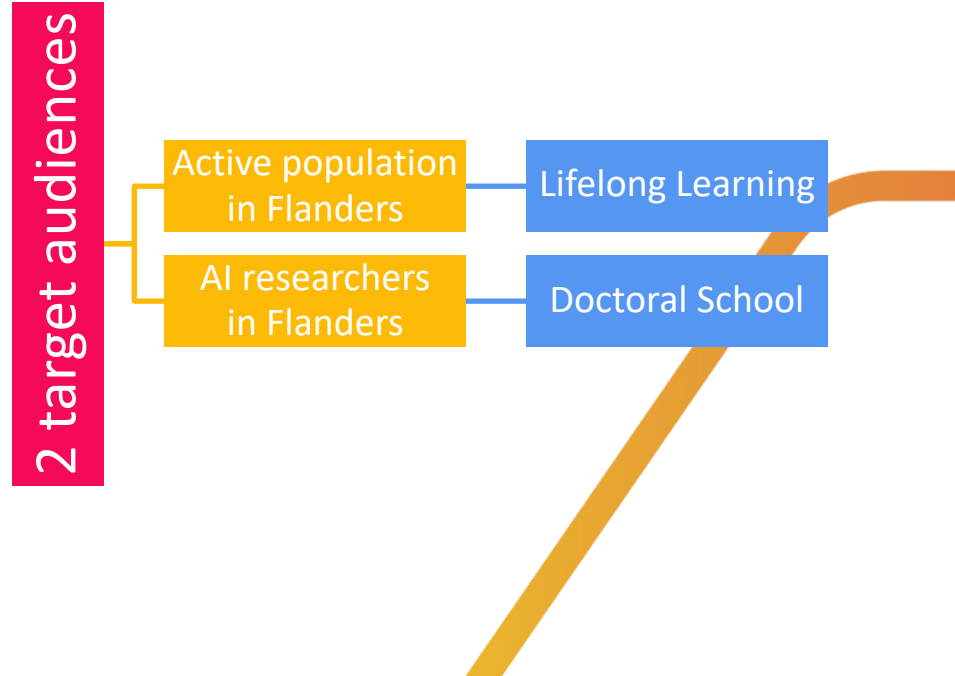 2 target audiences
Active population
in Flanders
Lifelong Learning
AI researchers
in Flanders
Doctoral School